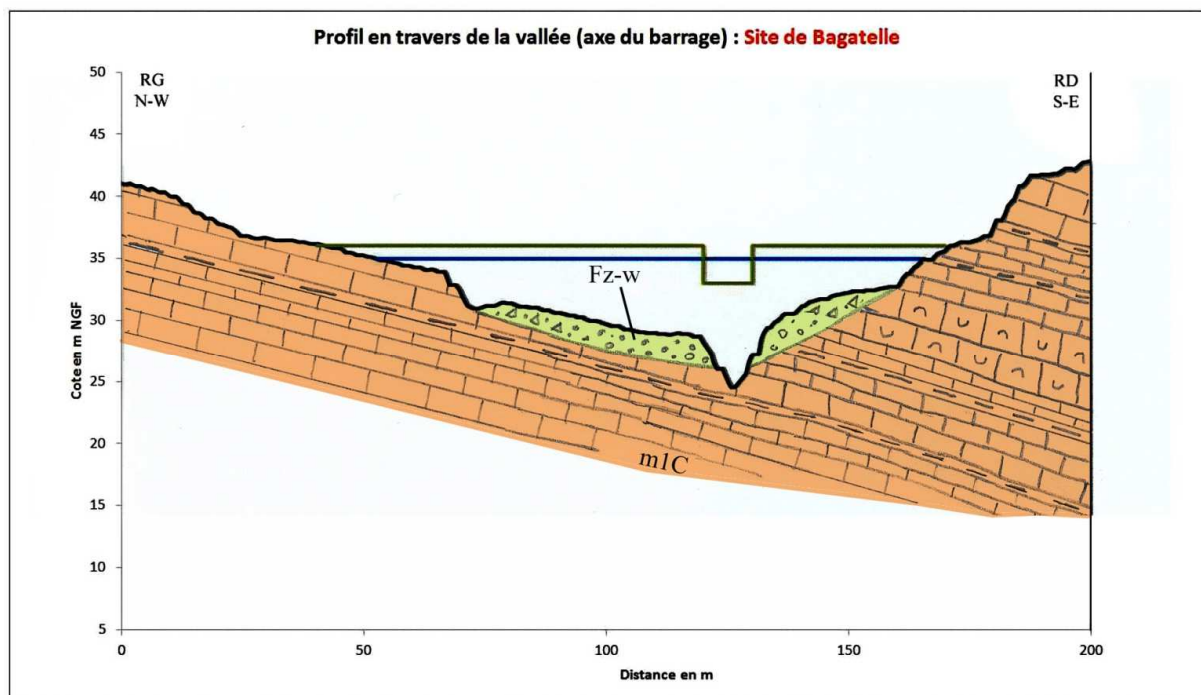 Profil en travers de la vallée (axe du barrage) : Site de Bagatelle
50
RG
N-W
RD
S-E
45
40
35
Fz-w
30
25
20
m1C
15
10
5
Cote en m NGF
0
50
100
150
200
Distance en m